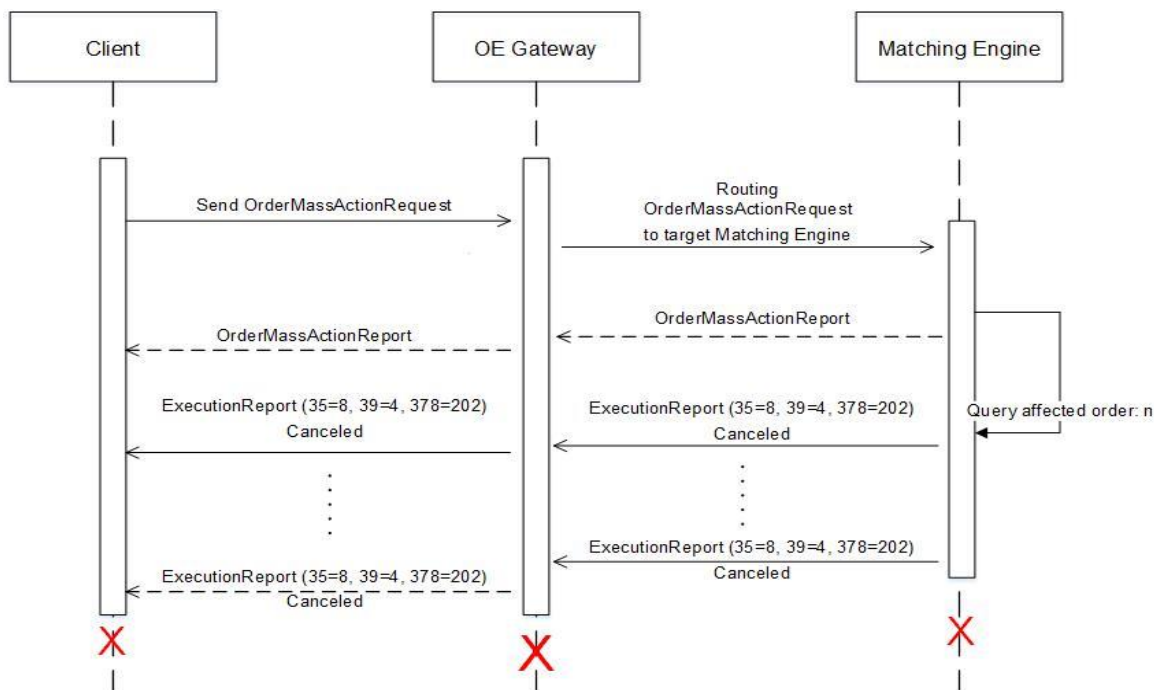 Client
OE Gateway
Matching Engine
Send OrderMassActionRequest
Routing
OrderMassActionRequest
to target Matching Engine
OrderMassActionReport
OrderMassActionReport
Query affected order: n
ExecutionReport (35=8, 39=4, 378=202)
Canceled
ExecutionReport (35=8, 39=4, 378=202)
Canceled
ExecutionReport (35=8, 39=4, 378=202)
Canceled
ExecutionReport (35=8, 39=4, 378=202)
Canceled